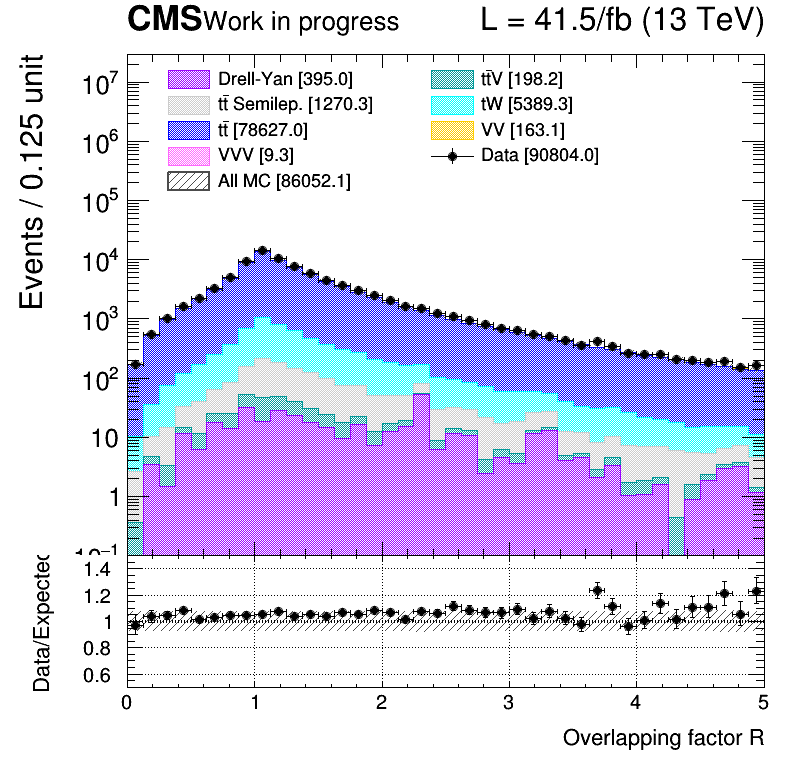 CMS Work in progress L = 41.5/fb (13 TeV)
Events / 0.125 unit
10⁷
10⁶
10⁵
10⁴
10³
10²
10
1
10⁻¹
Drell-Yan [395.0]
tt̄ Semilep. [1270.3]
tt̄ [78627.0]
VVV [9.3]
All MC [86052.1]
tt̄V [198.2]
tW [5389.3]
VV [163.1]
Data [90804.0]
Data/Expected
1.4
1.2
1
0.8
0.6
0 1 2 3 4 5
Overlapping factor R